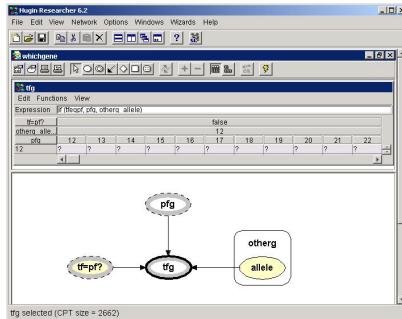 Hugin Researcher 6.2
File Edit View Network Options Windows Wizards Help
whichgene
tfg
Edit Functions View
Expression if (tfeqpf, pfg, otherg_allele)
tf=pf? false
otherg_alle... 12
pfg 12 13 14 15 16 17 18 19 20 21 22
12 ? ? ? ? ? ? ? ? ? ? ?
pfg
otherg
tf=pf? tfg allele
tfg selected (CPT size = 2662)